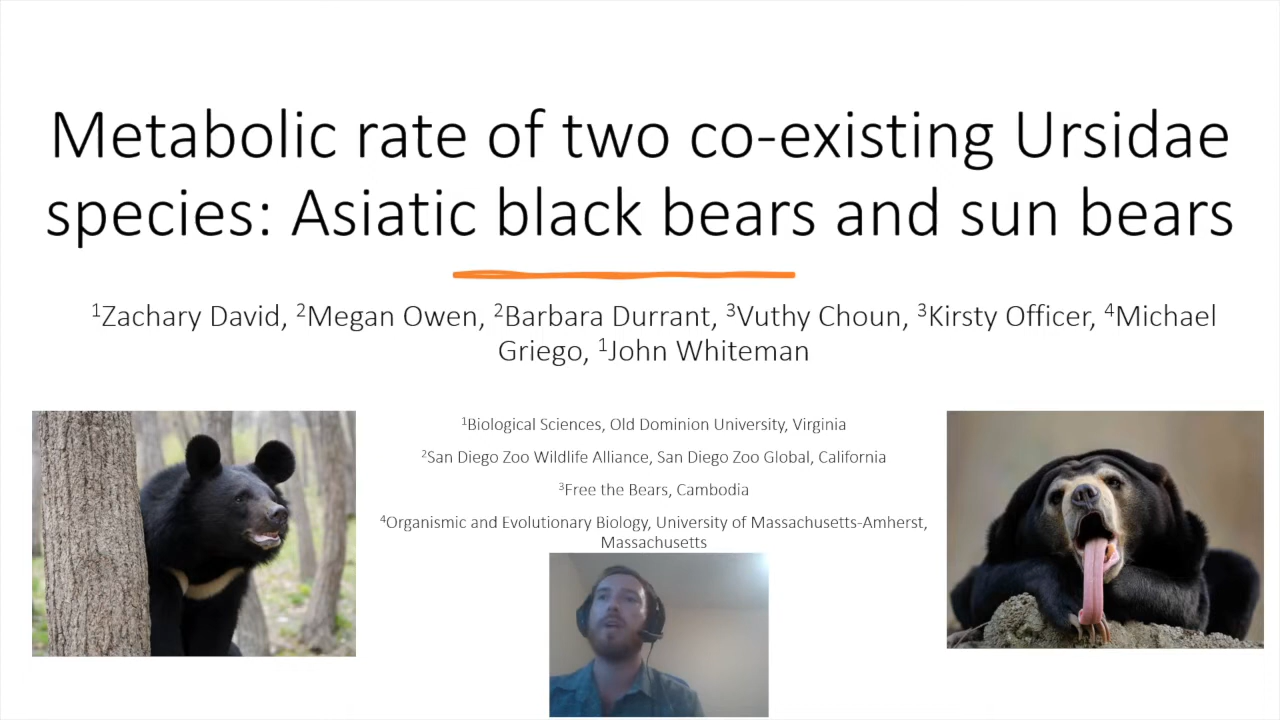 Metabolic rate of two co-existing Ursidae
species: Asiatic black bears and sun bears
¹Zachary David, ²Megan Owen, ²Barbara Durrant, ³Vuthy Choun, ³Kirsty Officer, ⁴Michael
Griego, ¹John Whiteman
¹Biological Sciences, Old Dominion University, Virginia
²San Diego Zoo Wildlife Alliance, San Diego Zoo Global, California
³Free the Bears, Cambodia
⁴Organismic and Evolutionary Biology, University of Massachusetts-Amherst,
Massachusetts